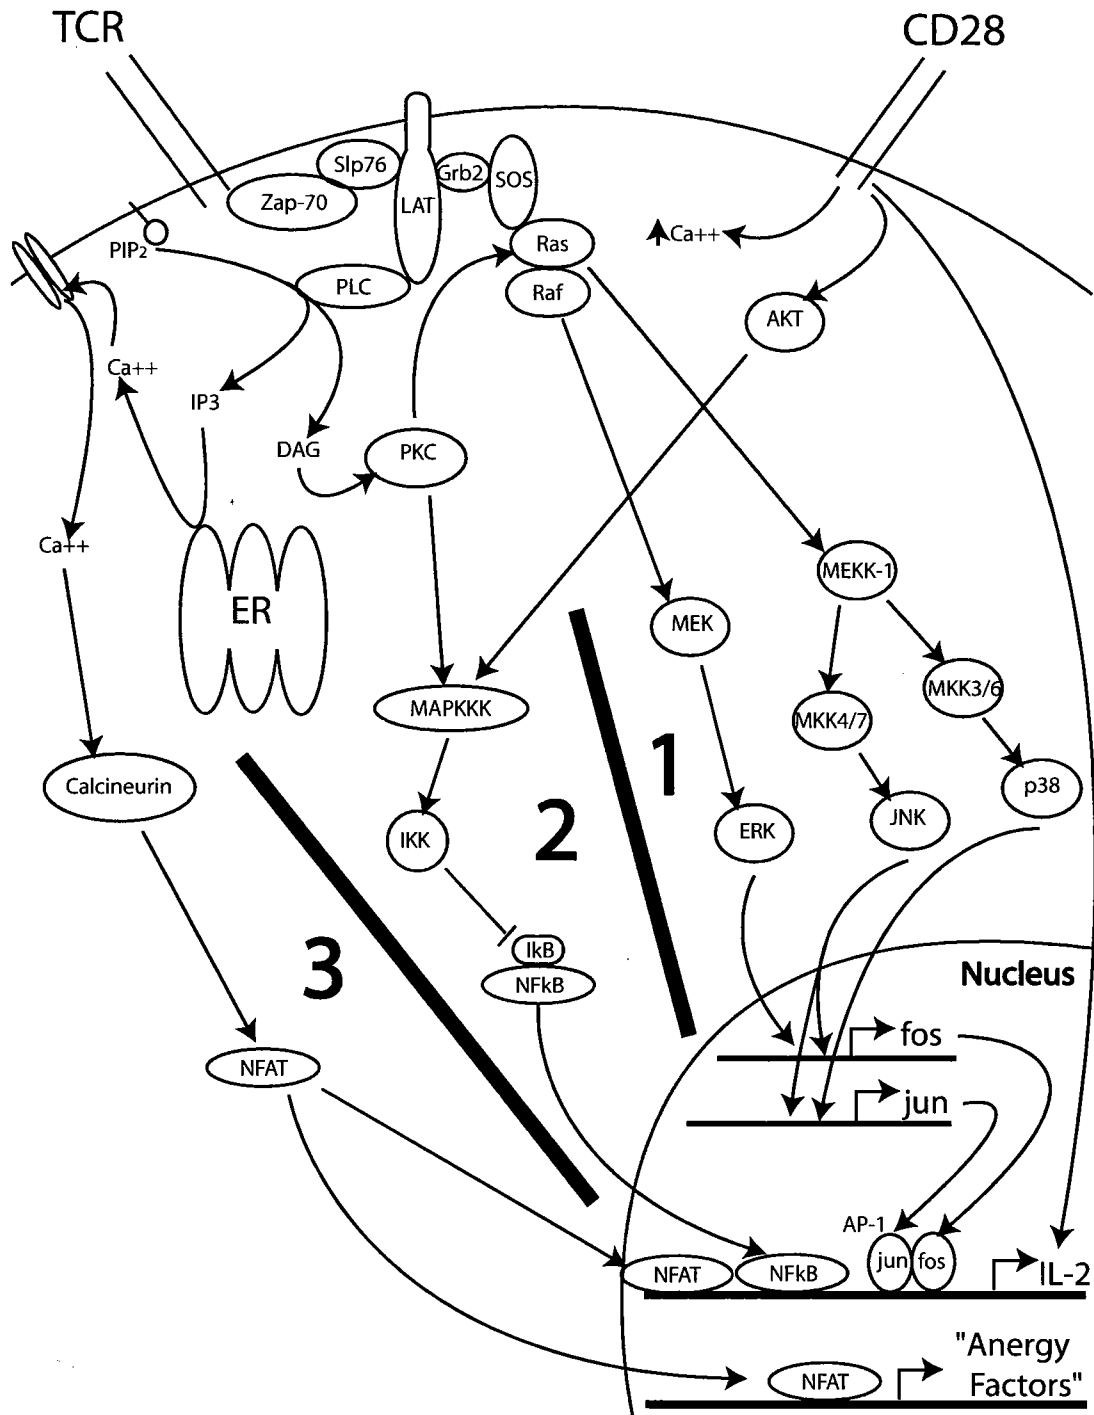 TCR
CD28
Slp76
Grb2
SOS
Zap-70
LAT
PIP2
Ras
Ca++
PLC
Raf
AKT
Ca++
IP3
DAG
PKC
Ca++
MEKK-1
ER
MEK
MKK3/6
MAPKKK
MKK4/7
1
Calcineurin
p38
2
IKK
ERK
JNK
IkB
3
NFkB
Nucleus
fos
NFAT
jun
AP-1
jun
fos
NFAT
NFkB
IL-2
"Anergy
Factors"
NFAT